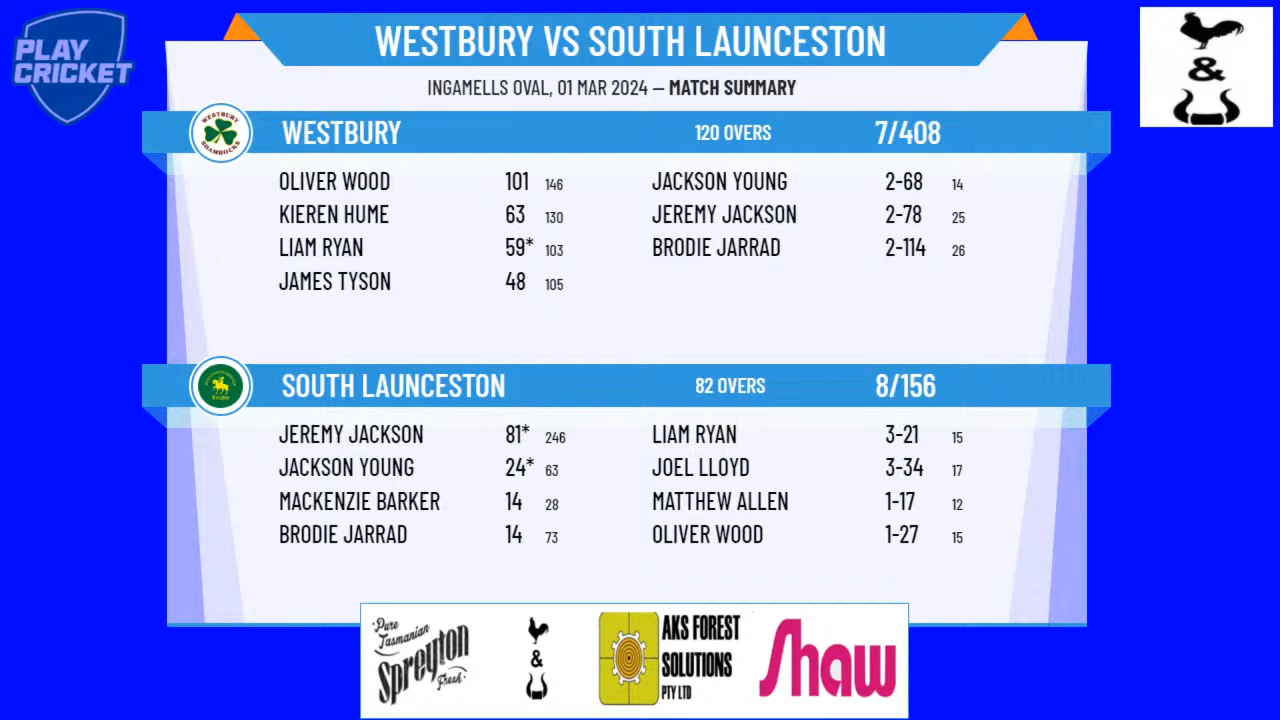 PLAY
CRICKET
WESTBURY VS SOUTH LAUNCESTON
&
INGAMELLS OVAL, 01 MAR 2024 – MATCH SUMMARY
WESTBURY
SHAMROCKS
WESTBURY 120 OVERS 7/408
OLIVER WOOD 101 146 JACKSON YOUNG 2-68 14
KIEREN HUME 63 130 JEREMY JACKSON 2-78 25
LIAM RYAN 59* 103 BRODIE JARRAD 2-114 26
JAMES TYSON 48 105
SOUTH LAUNCESTON 82 OVERS 8/156
JEREMY JACKSON 81* 246 LIAM RYAN 3-21 15
JACKSON YOUNG 24* 63 JOEL LLOYD 3-34 17
MACKENZIE BARKER 14 28 MATTHEW ALLEN 1-17 12
BRODIE JARRAD 14 73 OLIVER WOOD 1-27 15
Pure
Tasmanian
Spreyton
Fresh
&
AKS FOREST
SOLUTIONS
PTY LTD
Shaw